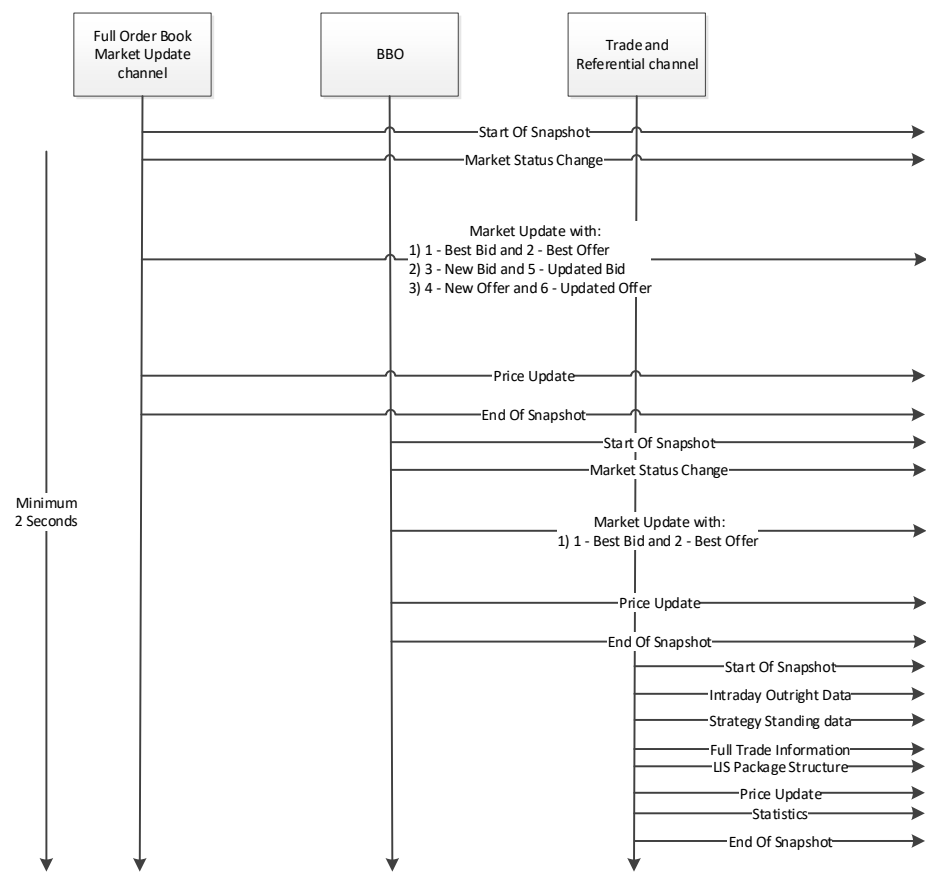 Full Order Book
Market Update
channel
BBO
Trade and
Referential channel
Start Of Snapshot
Market Status Change
Market Update with:
1) 1 - Best Bid and 2 - Best Offer
2) 3 - New Bid and 5 - Updated Bid
3) 4 - New Offer and 6 - Updated Offer
Price Update
End Of Snapshot
Start Of Snapshot
Market Status Change
Minimum
2 Seconds
Market Update with:
1) 1 - Best Bid and 2 - Best Offer
Price Update
End Of Snapshot
Start Of Snapshot
Intraday Outright Data
Strategy Standing data
Full Trade Information
LIS Package Structure
Price Update
Statistics
End Of Snapshot